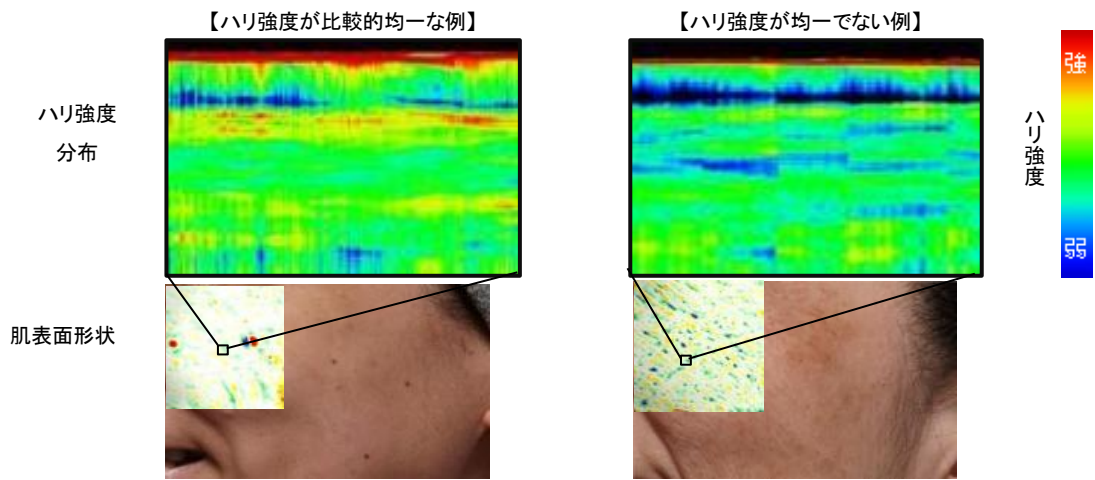 【ハリ強度が比較的均一な例】
【ハリ強度が均一でない例】
ハリ強度
分布
強
ハリ強度
弱
肌表面形状